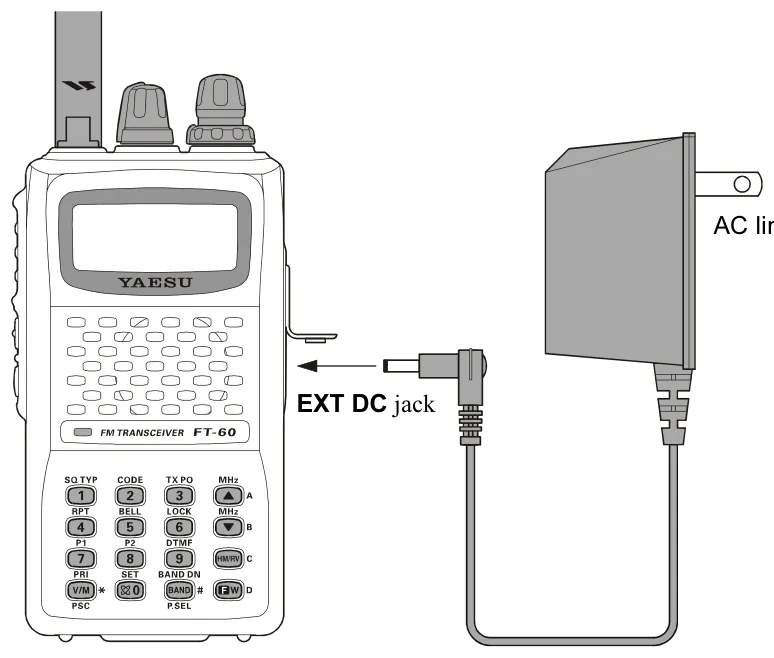 YAESU
AC
EXT DC jack
FM TRANSCEIVER FT-60
SQ TYP CODE TX PO MHz
1 2 3 ▲ A
RPT BELL LOCK MHz
4 5 6 ▼ B
P1 P2 DTMF
7 8 9 HM/RV C
PRI SET BAND DN
V/M * 0 BAND # F W D
PSC P.SEL